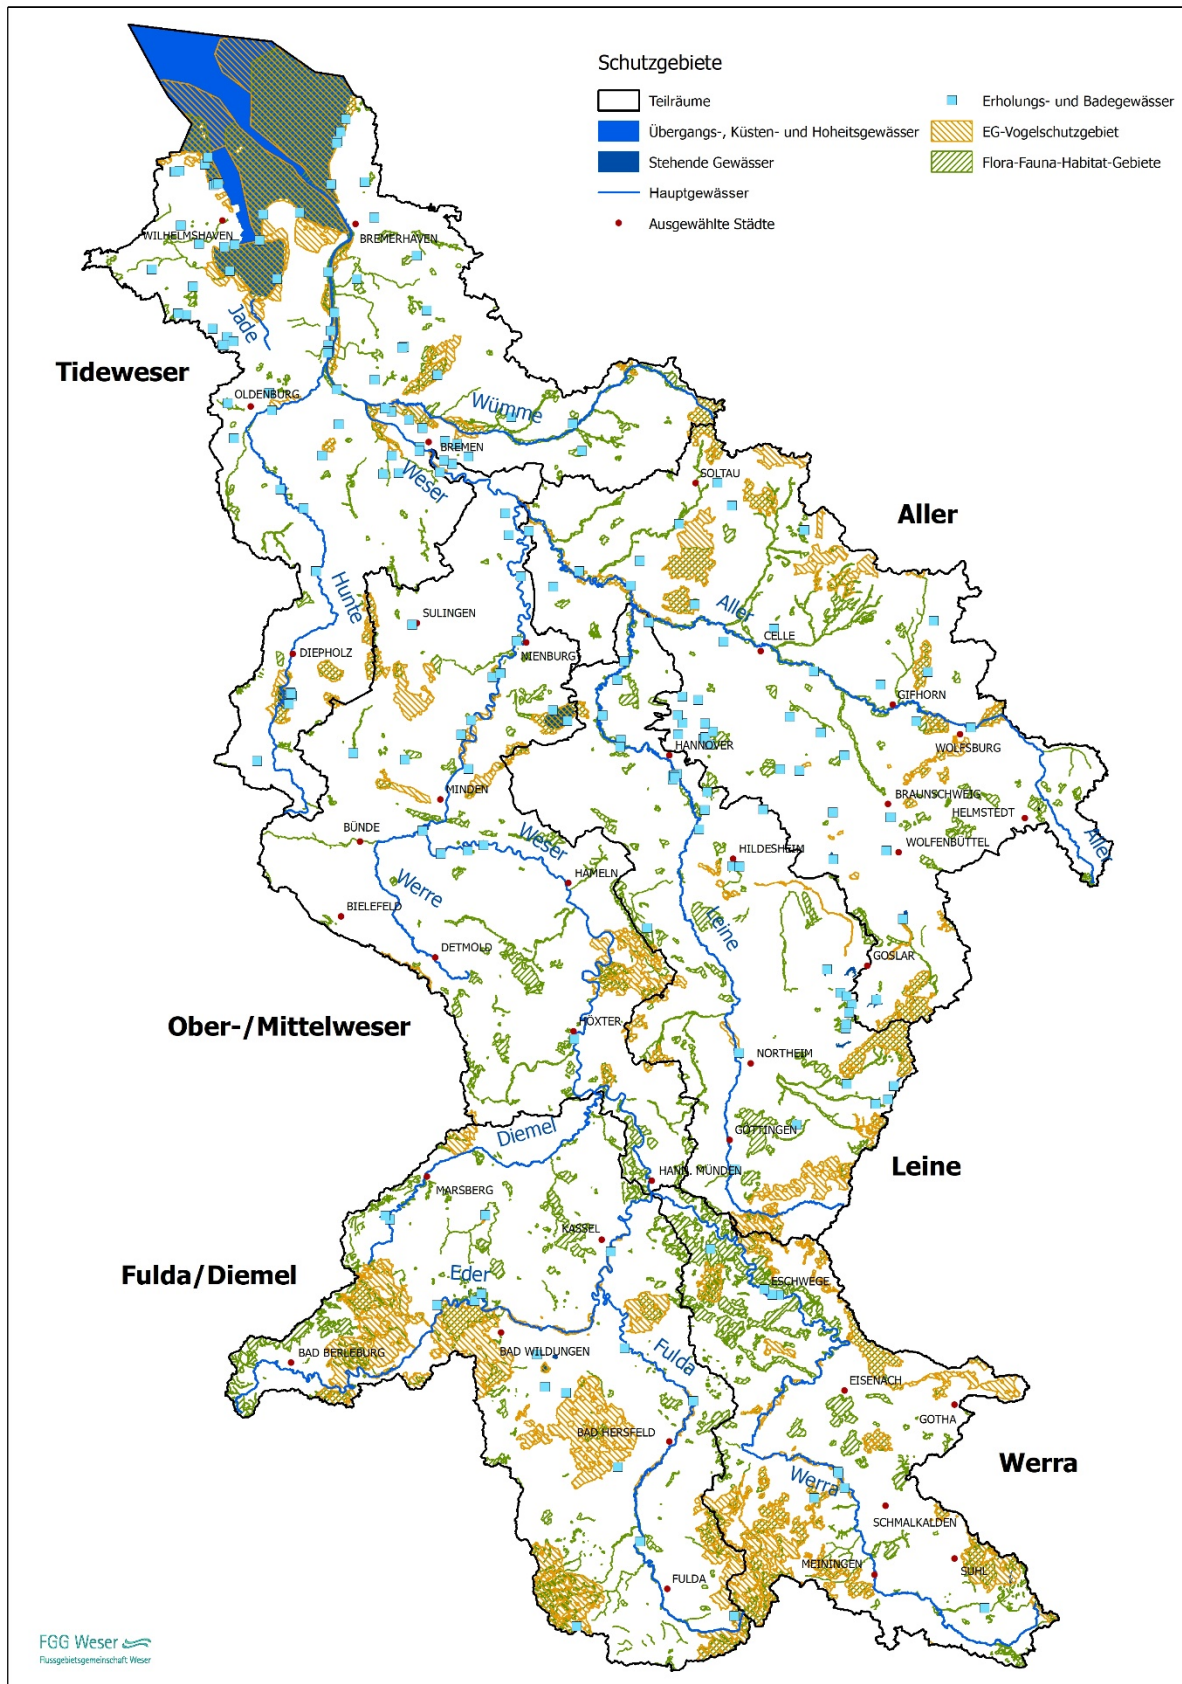 Schutzgebiete
Teilräume
Übergangs-, Küsten- und Hoheitsgewässer
Stehende Gewässer
Hauptgewässer
Ausgewählte Städte
Erholungs- und Badegewässer
EG-Vogelschutzgebiet
Flora-Fauna-Habitat-Gebiete
WILHELMSHAVEN
BREMERHAVEN
Jade
Tideweser
OLDENBURG
Wümme
BREMEN
Weser
SOLTAU
Aller
Hunte
SULINGEN
Aller
CELLE
DIEPHOLZ
NIENBURG
GIFHORN
WOLFSBURG
HANNOVER
MINDEN
BRAUNSCHWEIG
HELMSTEDT
BÜNDE
Weser
HILDESHEIM
WOLFENBÜTTEL
Aller
Werre
HAMELN
BIELEFELD
Leine
DETMOLD
GOSLAR
Ober-/Mittelweser
HÖXTER
NORTHEIM
Diemel
GÖTTINGEN
Leine
MARSBERG
HANN. MÜNDEN
KASSEL
Fulda/Diemel
Eder
ESCHWEGE
BAD BERLEBURG
BAD WILDUNGEN
Fulda
EISENACH
GOTHA
BAD HERSFELD
Werra
Werra
SCHMALKALDEN
MEININGEN
SUHL
FULDA
FGG Weser
Flussgebietsgemeinschaft Weser